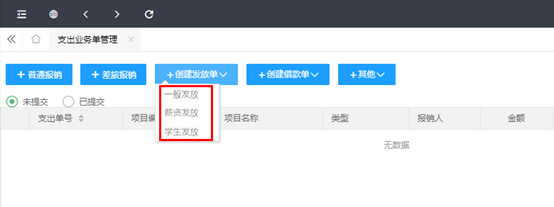 支出业务单管理
+ 普通报销 + 差旅报销 + 创建发放单 + 创建借款单 + 其他
一般发放
薪资发放
学生发放
未提交 已提交
支出单号 项目编 项目名称 类型 报销人 金额
无数据